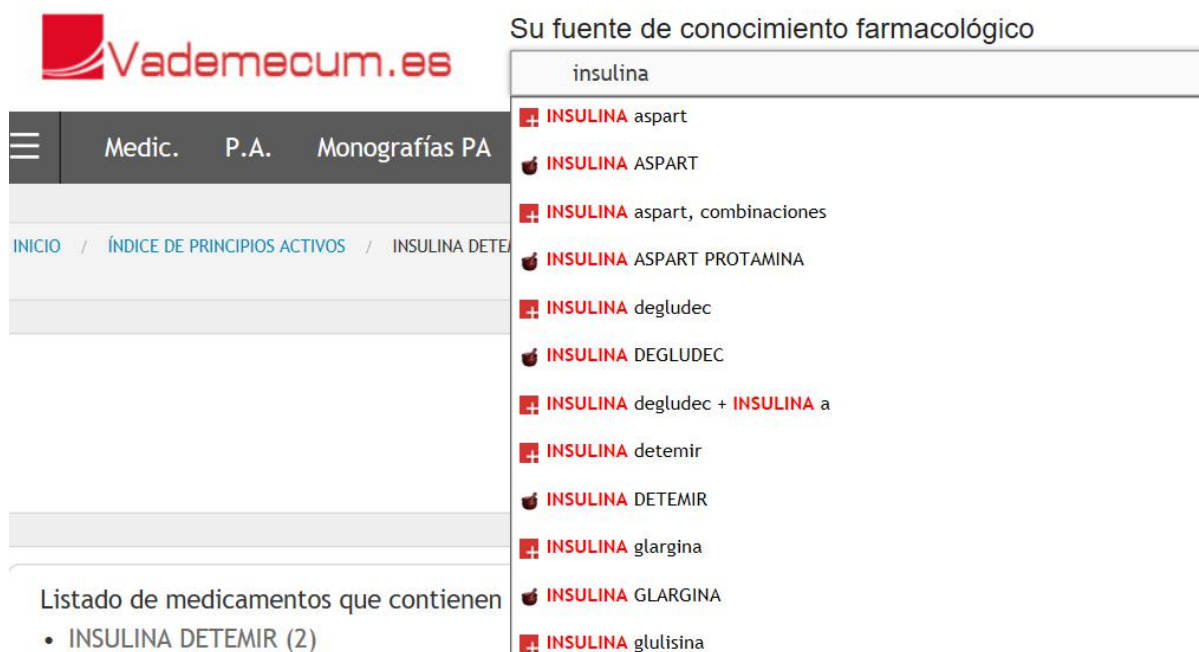 Vademecum.es
Su fuente de conocimiento farmacológico
insulina
Medic. P.A. Monografías PA
INICIO / ÍNDICE DE PRINCIPIOS ACTIVOS / INSULINA
INSULINA aspart
INSULINA ASPART
INSULINA aspart, combinaciones
INSULINA ASPART PROTAMINA
INSULINA degludec
INSULINA DEGLUDEC
INSULINA degludec + INSULINA a
INSULINA detemir
INSULINA DETEMIR
INSULINA glargina
INSULINA GLARGINA
INSULINA glulisina
Listado de medicamentos que contienen
• INSULINA DETEMIR (2)